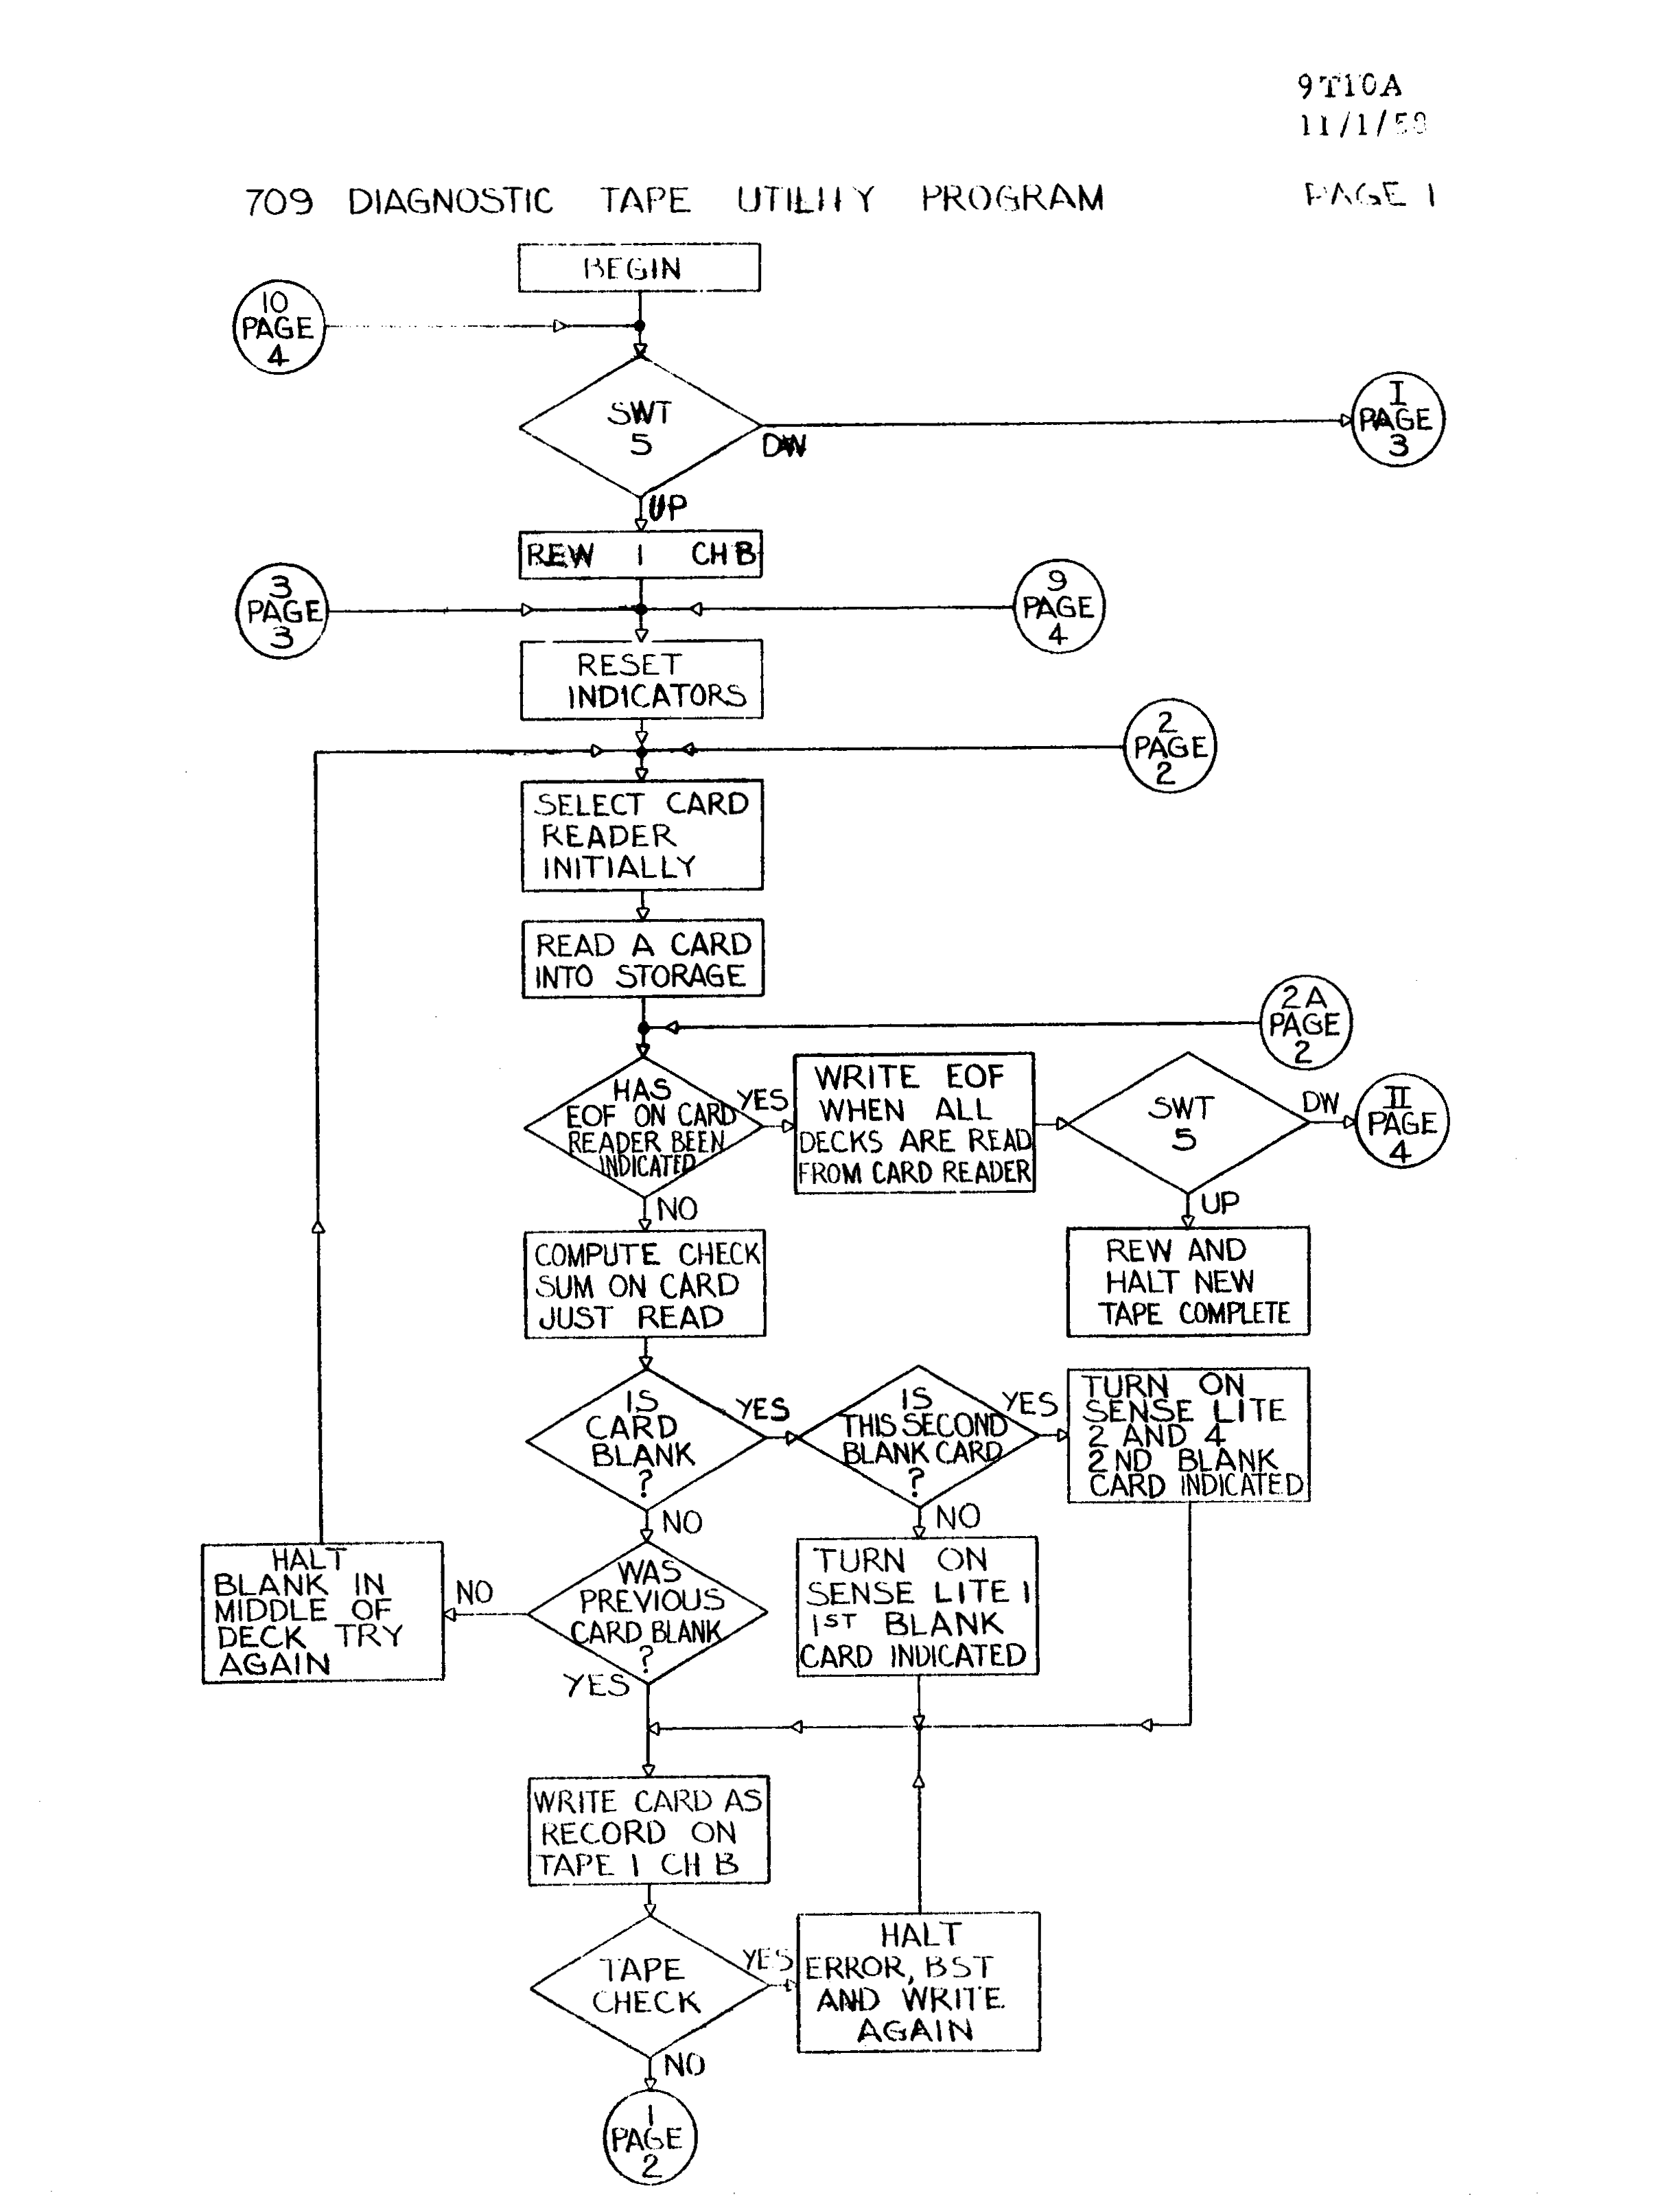 9T10A
11/1/58
709 DIAGNOSTIC TAPE UTILITY PROGRAM PAGE 1
BEGIN
10
PAGE
4
SWT
5
DW
I
PAGE
3
UP
REW 1 CH B
3
PAGE
3
9
PAGE
4
RESET
INDICATORS
2
PAGE
2
SELECT CARD
READER
INITIALLY
READ A CARD
INTO STORAGE
2A
PAGE
2
HAS
EOF ON CARD
READER BEEN
INDICATED
YES
WRITE EOF
WHEN ALL
DECKS ARE READ
FROM CARD READER
SWT
5
DW
II
PAGE
4
NO
UP
COMPUTE CHECK
SUM ON CARD
JUST READ
REW AND
HALT NEW
TAPE COMPLETE
IS
CARD
BLANK
?
YES
IS
THIS SECOND
BLANK CARD
?
YES
TURN ON
SENSE LITE
2 AND 4
2ND BLANK
CARD INDICATED
NO
NO
HALT
BLANK IN
MIDDLE OF
DECK TRY
AGAIN
NO
WAS
PREVIOUS
CARD BLANK
?
YES
TURN ON
SENSE LITE 1
1ST BLANK
CARD INDICATED
WRITE CARD AS
RECORD ON
TAPE 1 CH B
TAPE
CHECK
YES
HALT
ERROR, BST
AND WRITE
AGAIN
NO
1
PAGE
2